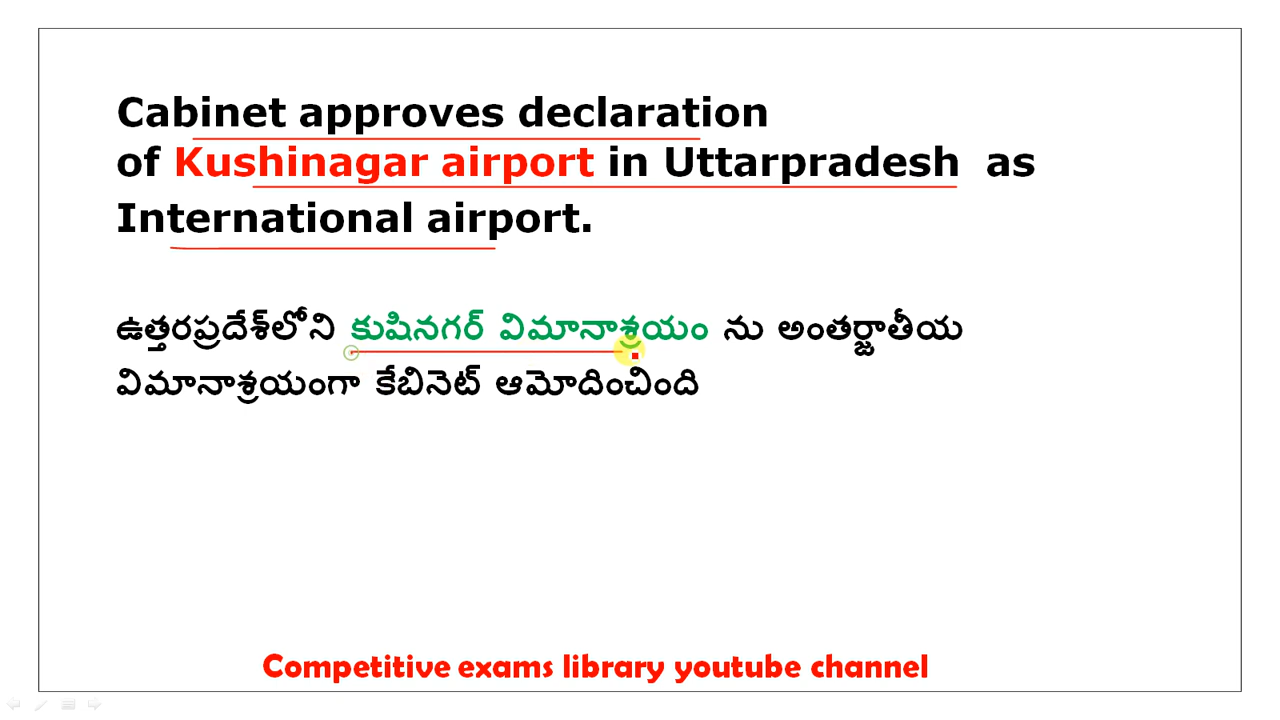 Cabinet approves declaration
of Kushinagar airport in Uttarpradesh as
International airport.
ఉత్తరప్రదేశ్‌లోని కుషినగర్ విమానాశ్రయం ను అంతర్జాతీయ
విమానాశ్రయంగా కేబినెట్ ఆమోదించింది
Competitive exams library youtube channel